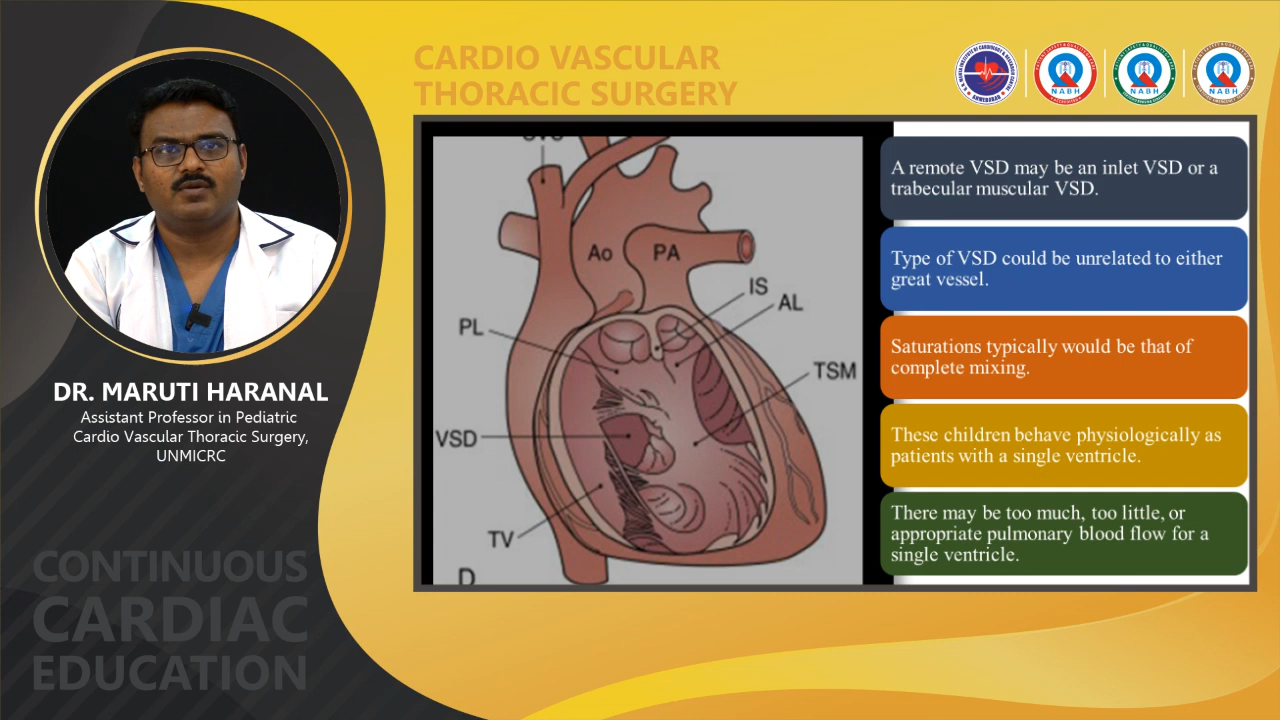 CARDIO VASCULAR
THORACIC SURGERY
NABH
NABH
NABH
Ao
PA
IS
AL
PL
TSM
VSD
TV
D
A remote VSD may be an inlet VSD or a
trabecular muscular VSD.
Type of VSD could be unrelated to either
great vessel.
Saturations typically would be that of
complete mixing.
These children behave physiologically as
patients with a single ventricle.
There may be too much, too little, or
appropriate pulmonary blood flow for a
single ventricle.
DR. MARUTI HARANAL
Assistant Professor in Pediatric
Cardio Vascular Thoracic Surgery,
UNMICRC
CONTINUOUS
CARDIAC
EDUCATION